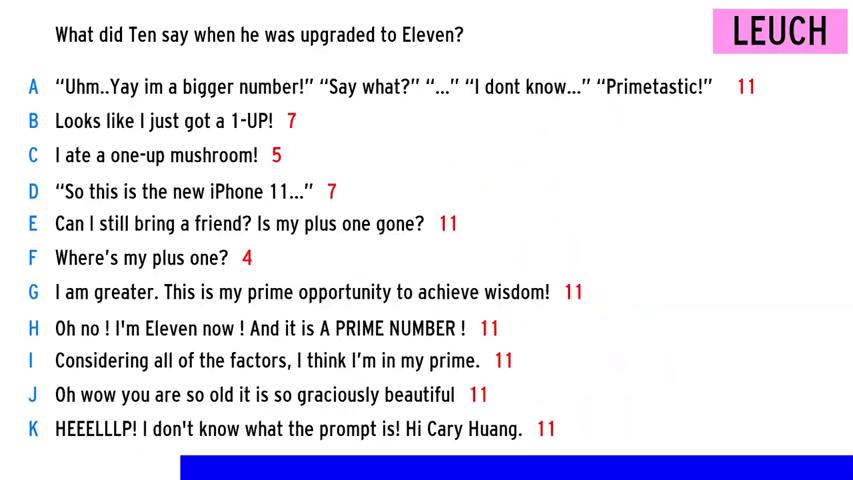 What did Ten say when he was upgraded to Eleven?
LEUCH
A “Uhm..Yay im a bigger number!” “Say what?” “...” “I dont know...” “Primetastic!” 11
B Looks like I just got a 1-UP! 7
C I ate a one-up mushroom! 5
D “So this is the new iPhone 11...” 7
E Can I still bring a friend? Is my plus one gone? 11
F Where's my plus one? 4
G I am greater. This is my prime opportunity to achieve wisdom! 11
H Oh no ! I'm Eleven now ! And it is A PRIME NUMBER ! 11
I Considering all of the factors, I think I'm in my prime. 11
J Oh wow you are so old it is so graciously beautiful 11
K HEEELLLP! I don't know what the prompt is! Hi Cary Huang. 11